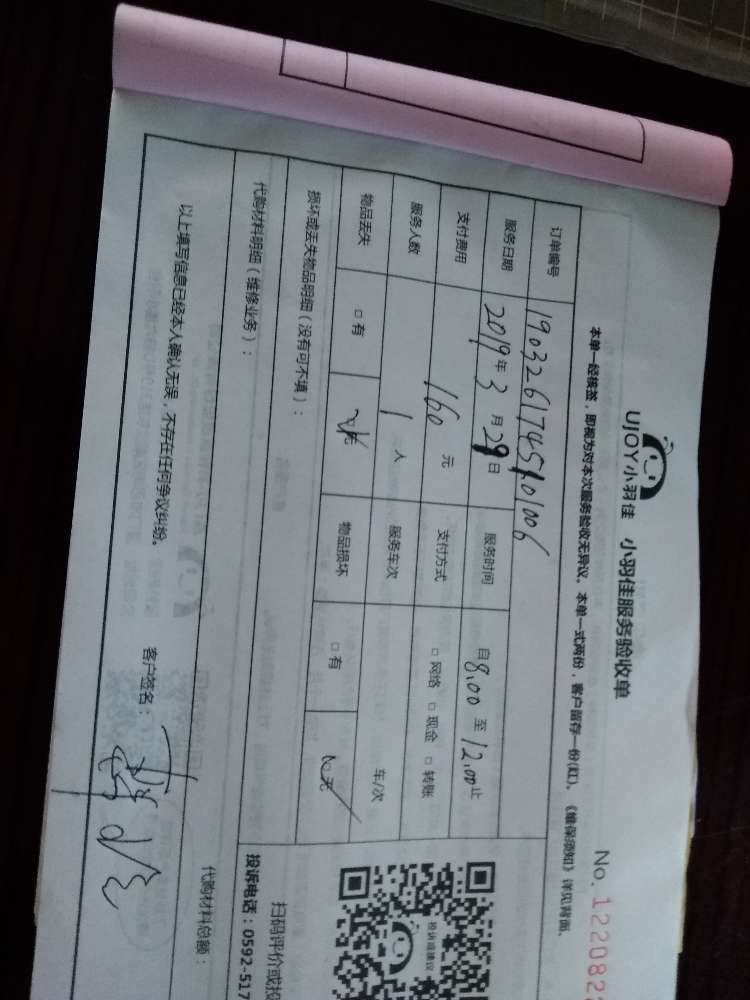 UJOY小羽佳 小羽佳服务验收单
No. 122082
本单一经核签，即视为对本次服务验收无异议。本单一式两份，客户留存一份(红)。《维保须知》详见背面。
订单编号
服务日期 2019年3月29日 服务时间 自8:00至12:00止
支付费用 160元 支付方式 □网络 □现金 □转账
服务人数 1人 服务车次 车/次
物品丢失 □有 □无 物品损坏 □有 □无
损坏或丢失物品明细（没有可不填）：
代购材料明细（维修业务）：
代购材料总额：
以上填写信息已经本人确认无误，不存在任何争议纠纷。
客户签名：
投诉或建议
扫码评价或投
投诉电话：0592-517